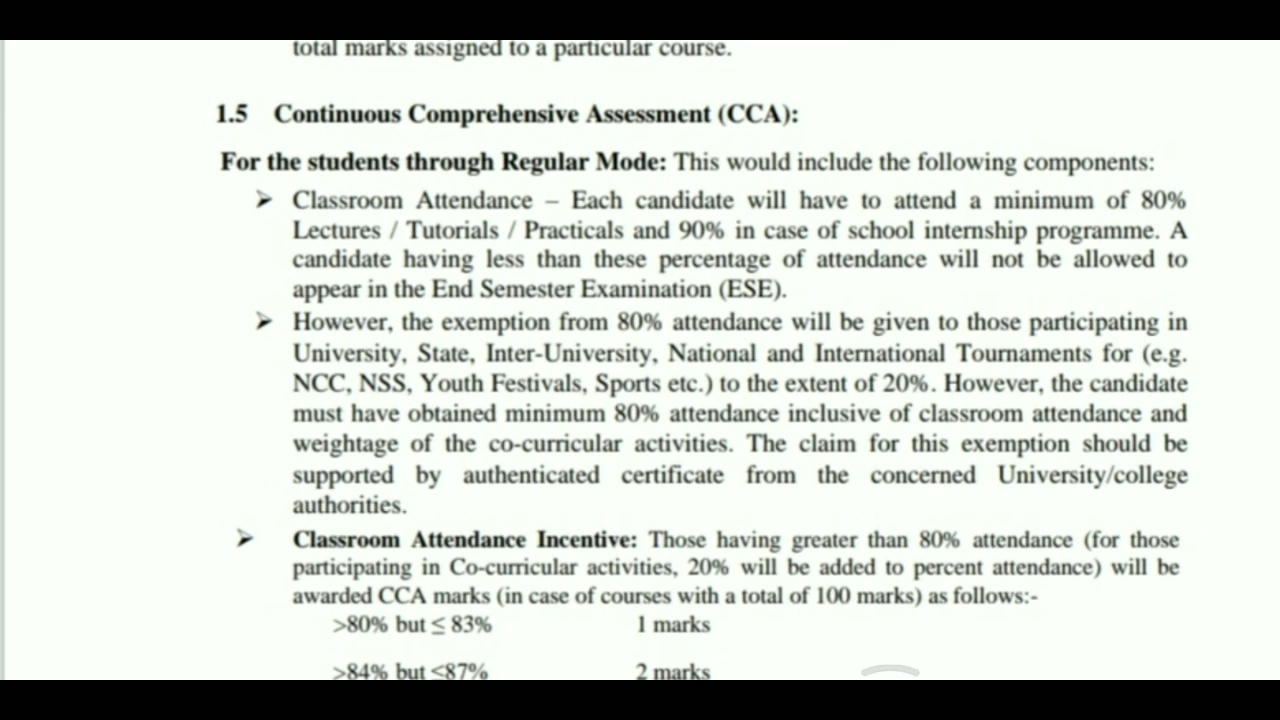 total marks assigned to a particular course.
1.5 Continuous Comprehensive Assessment (CCA):
For the students through Regular Mode: This would include the following components:
➢ Classroom Attendance – Each candidate will have to attend a minimum of 80%
Lectures / Tutorials / Practicals and 90% in case of school internship programme. A
candidate having less than these percentage of attendance will not be allowed to
appear in the End Semester Examination (ESE).
➢ However, the exemption from 80% attendance will be given to those participating in
University, State, Inter-University, National and International Tournaments for (e.g.
NCC, NSS, Youth Festivals, Sports etc.) to the extent of 20%. However, the candidate
must have obtained minimum 80% attendance inclusive of classroom attendance and
weightage of the co-curricular activities. The claim for this exemption should be
supported by authenticated certificate from the concerned University/college
authorities.
➢ Classroom Attendance Incentive: Those having greater than 80% attendance (for those
participating in Co-curricular activities, 20% will be added to percent attendance) will be
awarded CCA marks (in case of courses with a total of 100 marks) as follows:-
>80% but ≤ 83% 1 marks
>84% but ≤87% 2 marks